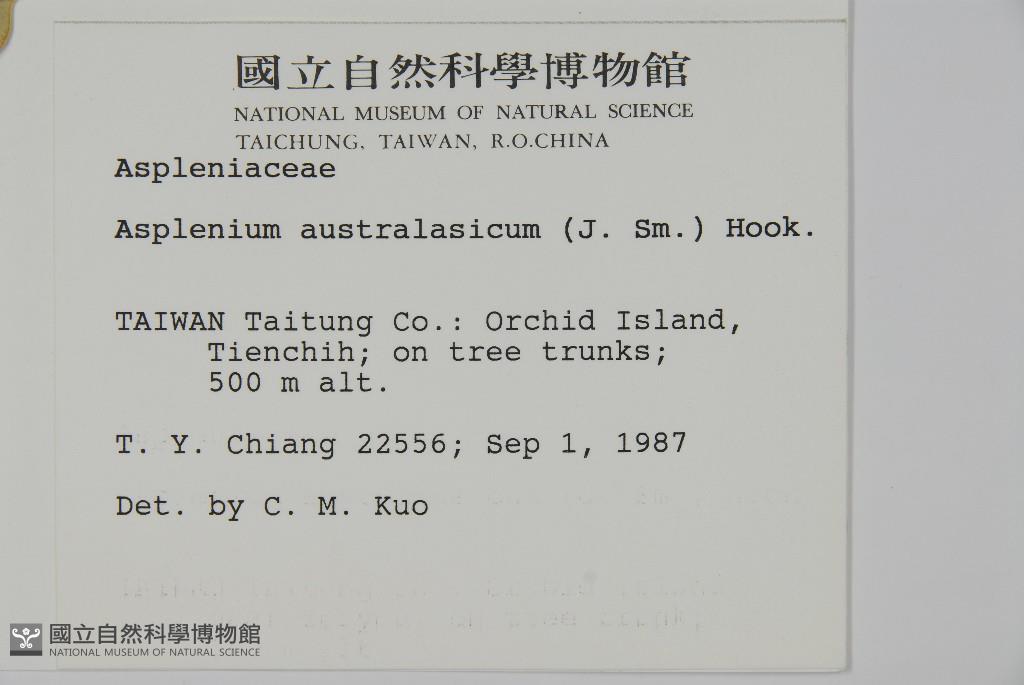 國立自然科學博物館
NATIONAL MUSEUM OF NATURAL SCIENCE
TAICHUNG, TAIWAN, R.O.CHINA
Aspleniaceae
Asplenium australasicum (J. Sm.) Hook.
TAIWAN Taitung Co.: Orchid Island,
Tienchih; on tree trunks;
500 m alt.
T. Y. Chiang 22556; Sep 1, 1987
Det. by C. M. Kuo
國立自然科學博物館
NATIONAL MUSEUM OF NATURAL SCIENCE